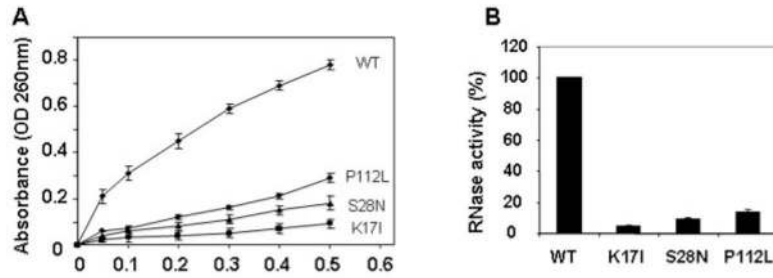 A
Absorbance (OD 260nm)
0.8
0.6
0.4
0.2
0
0
0.1
0.2
0.3
0.4
0.5
0.6
WT
P112L
S28N
K17I
B
RNase activity (%)
120
100
80
60
40
20
0
WT K17I S28N P112L